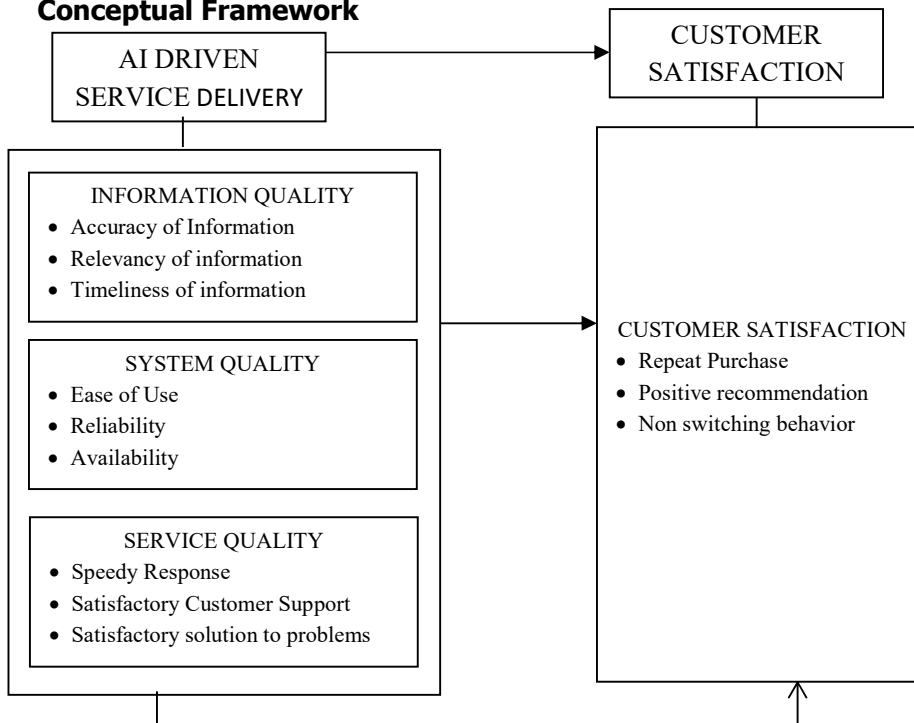 Conceptual Framework
AI DRIVEN
SERVICE DELIVERY
CUSTOMER
SATISFACTION
INFORMATION QUALITY
• Accuracy of Information
• Relevancy of information
• Timeliness of information
SYSTEM QUALITY
• Ease of Use
• Reliability
• Availability
SERVICE QUALITY
• Speedy Response
• Satisfactory Customer Support
• Satisfactory solution to problems
CUSTOMER SATISFACTION
• Repeat Purchase
• Positive recommendation
• Non switching behavior